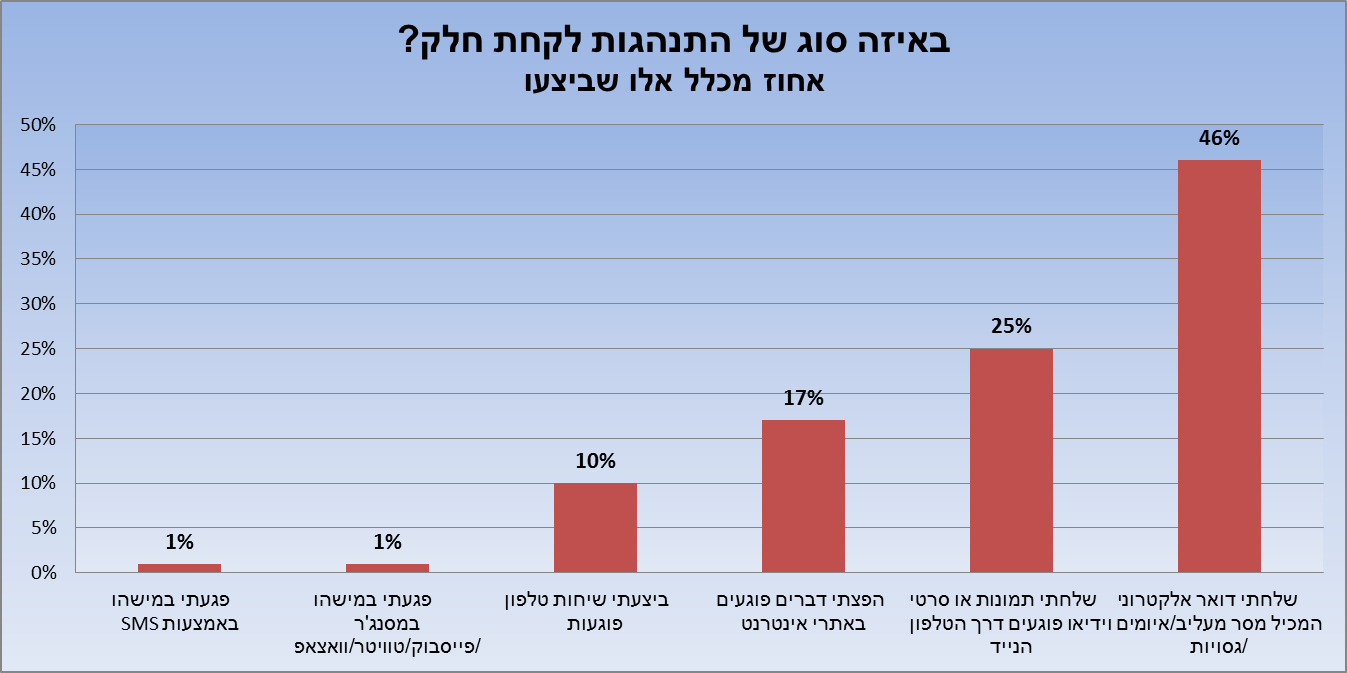 באיזה סוג של התנהגות לקחת חלק?
אחוז מכלל אלו שביצעו
50%
45%
40%
35%
30%
25%
20%
15%
10%
5%
0%
46%
25%
17%
10%
1%
1%
שלחתי דואר אלקטרוני
המכיל מסר מעליב/איומים
/גסויות
שלחתי תמונות או סרטי
וידיאו פוגעים דרך הטלפון
הנייד
הפצתי דברים פוגעים
באתרי אינטרנט
ביצעתי שיחות טלפון
פוגעות
פגעתי במישהו
במסנג'ר
/פייסבוק/טוויטר/וואצאפ
פגעתי במישהו
באמצעות SMS